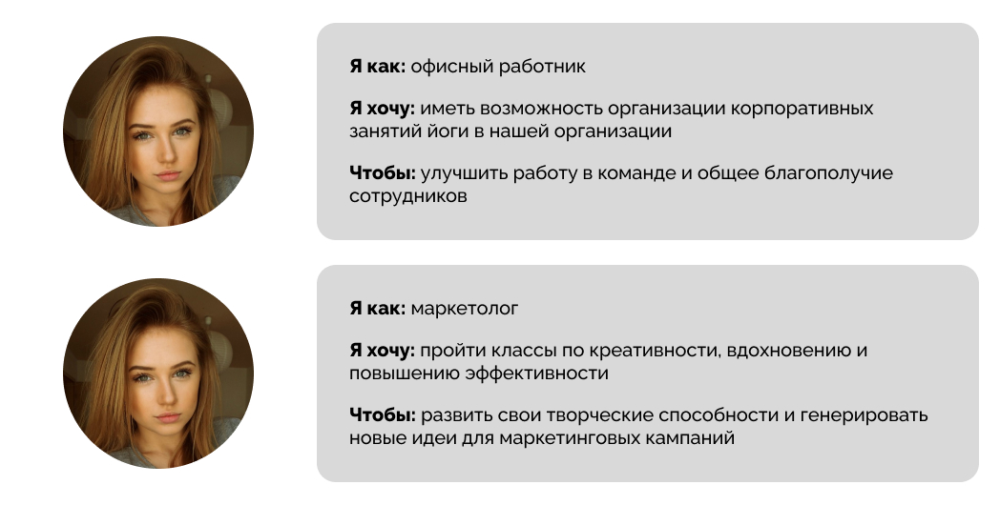 Я как: офисный работник
Я хочу: иметь возможность организации корпоративных
занятий йоги в нашей организации
Чтобы: улучшить работу в команде и общее благополучие
сотрудников
Я как: маркетолог
Я хочу: пройти классы по креативности, вдохновению и
повышению эффективности
Чтобы: развить свои творческие способности и генерировать
новые идеи для маркетинговых кампаний